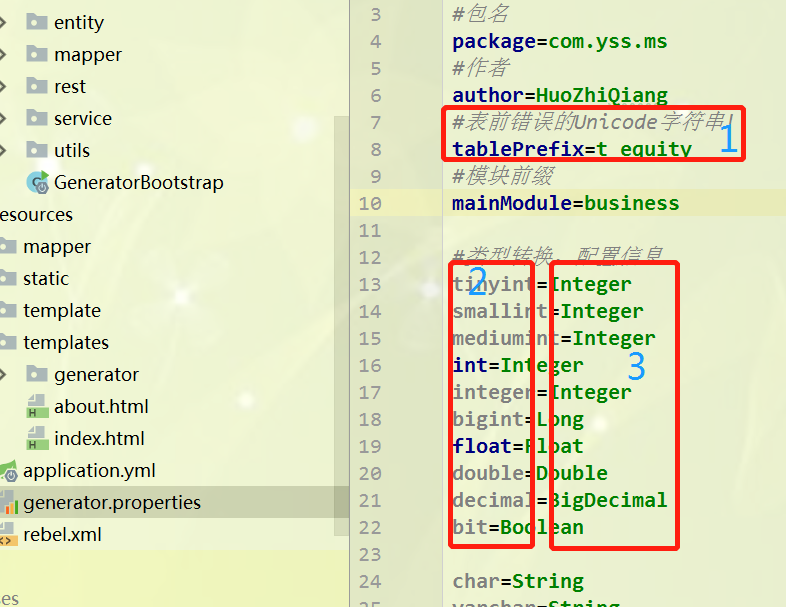 entity
mapper
rest
service
utils
GeneratorBootstrap
esources
mapper
static
template
templates
generator
about.html
index.html
application.yml
generator.properties
rebel.xml
es
3 #包名
4 package=com.yss.ms
5 #作者
6 author=HuoZhiQiang
7 #表前错误的Unicode字符串!
8 tablePrefix=t_equity
9 #模块前缀
10 mainModule=business
11
12 #类型转换，配置信息
13 tinyint=Integer
14 smallint=Integer
15 mediumint=Integer
16 int=Integer
17 integer=Integer
18 bigint=Long
19 float=Float
20 double=Double
21 decimal=BigDecimal
22 bit=Boolean
23
24 char=String
25 varchar=String
1
2
3